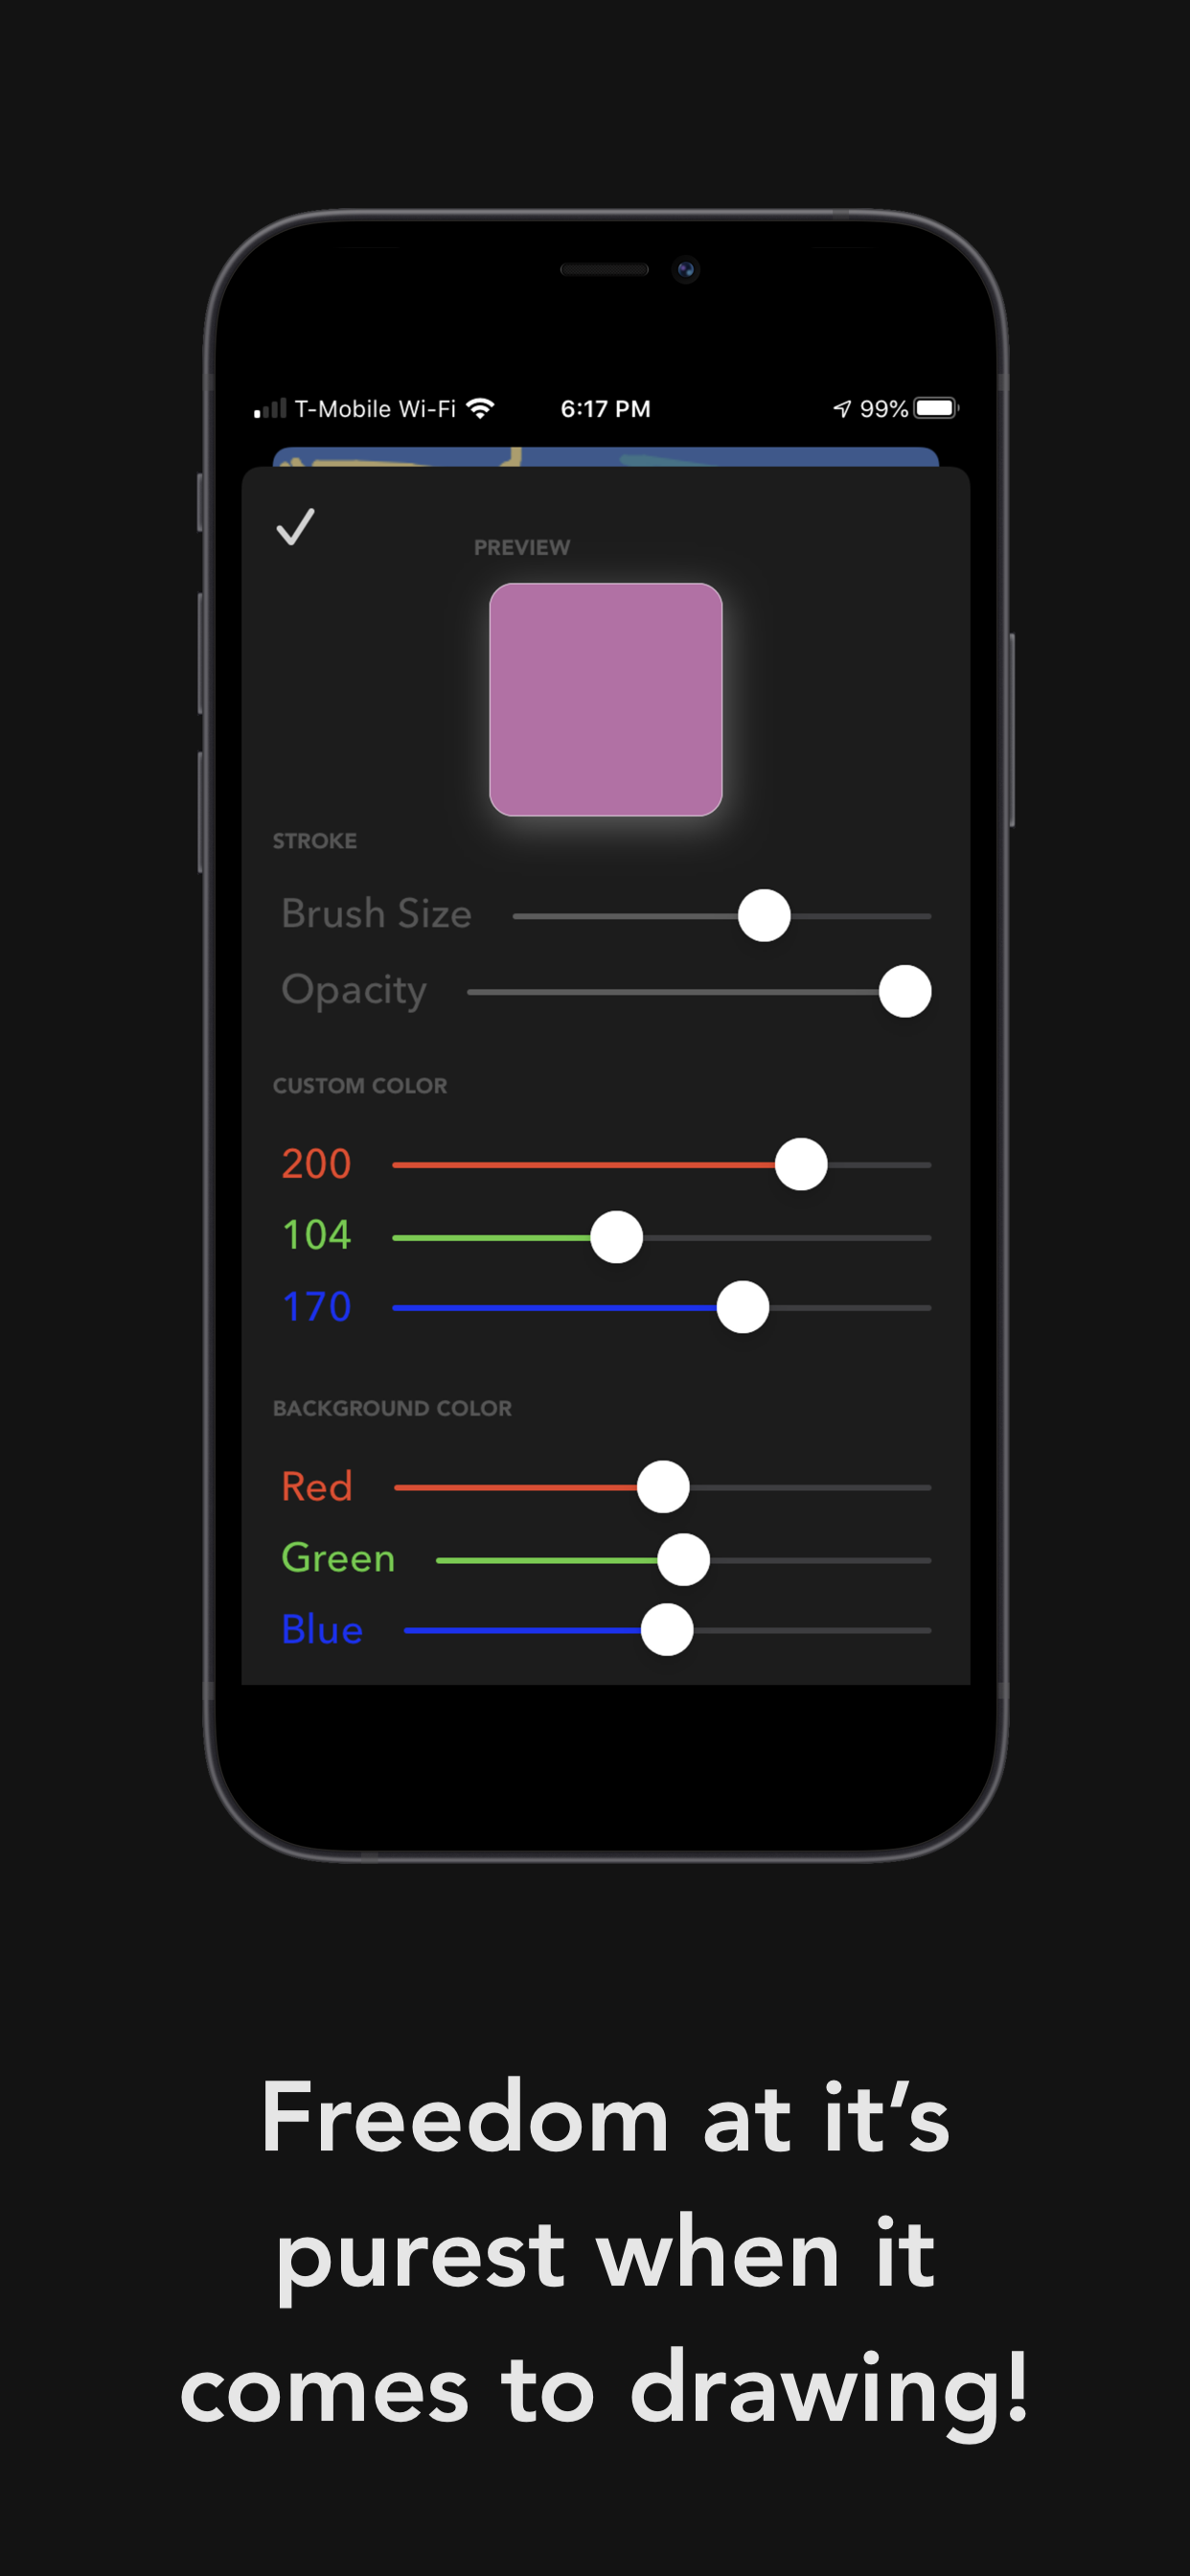 T-Mobile Wi-Fi 6:17 PM 99%
PREVIEW
STROKE
Brush Size
Opacity
CUSTOM COLOR
200
104
170
BACKGROUND COLOR
Red
Green
Blue
Freedom at it’s
purest when it
comes to drawing!